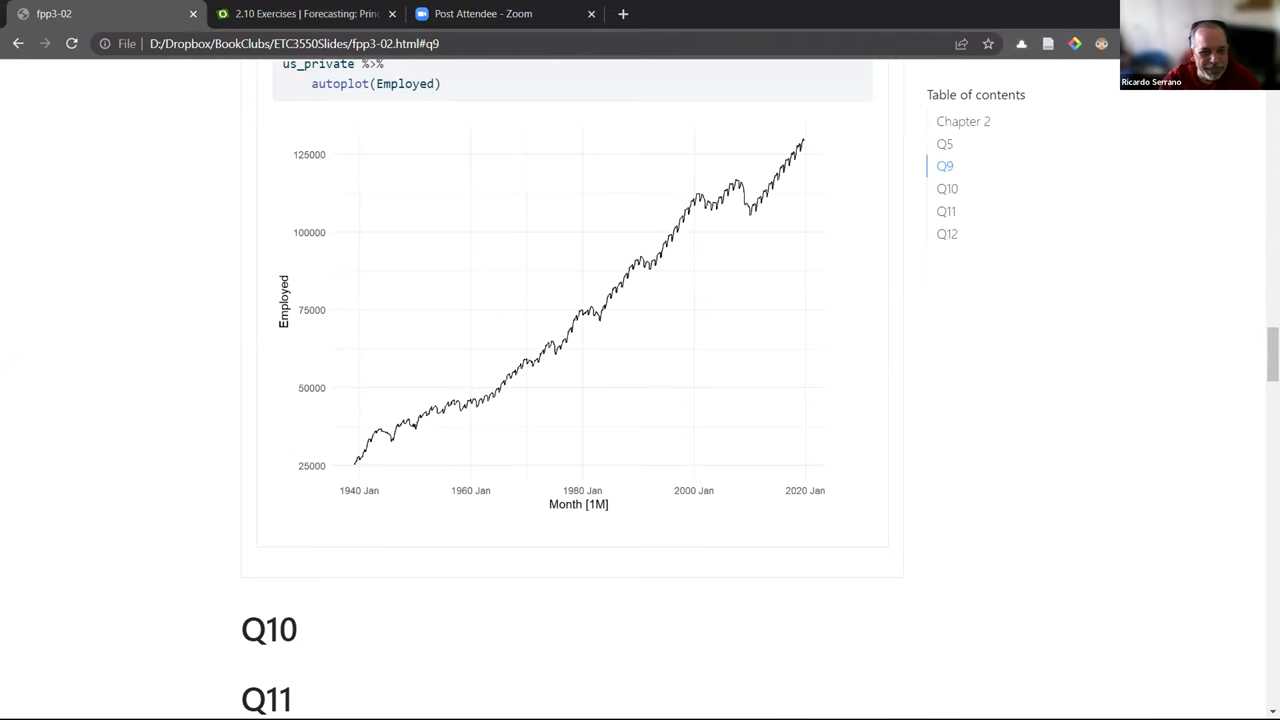 fpp3-02
2.10 Exercises | Forecasting: Prin
Post Attendee - Zoom
File
D:/Dropbox/BookClubs/ETC3550Slides/fpp3-02.html#q9
Ricardo Serrano
us_private %>%
autoplot(Employed)
Table of contents
Chapter 2
Q5
Q9
Q10
Q11
Q12
125000
100000
75000
50000
25000
Employed
1940 Jan
1960 Jan
1980 Jan
2000 Jan
2020 Jan
Month [1M]
Q10
Q11